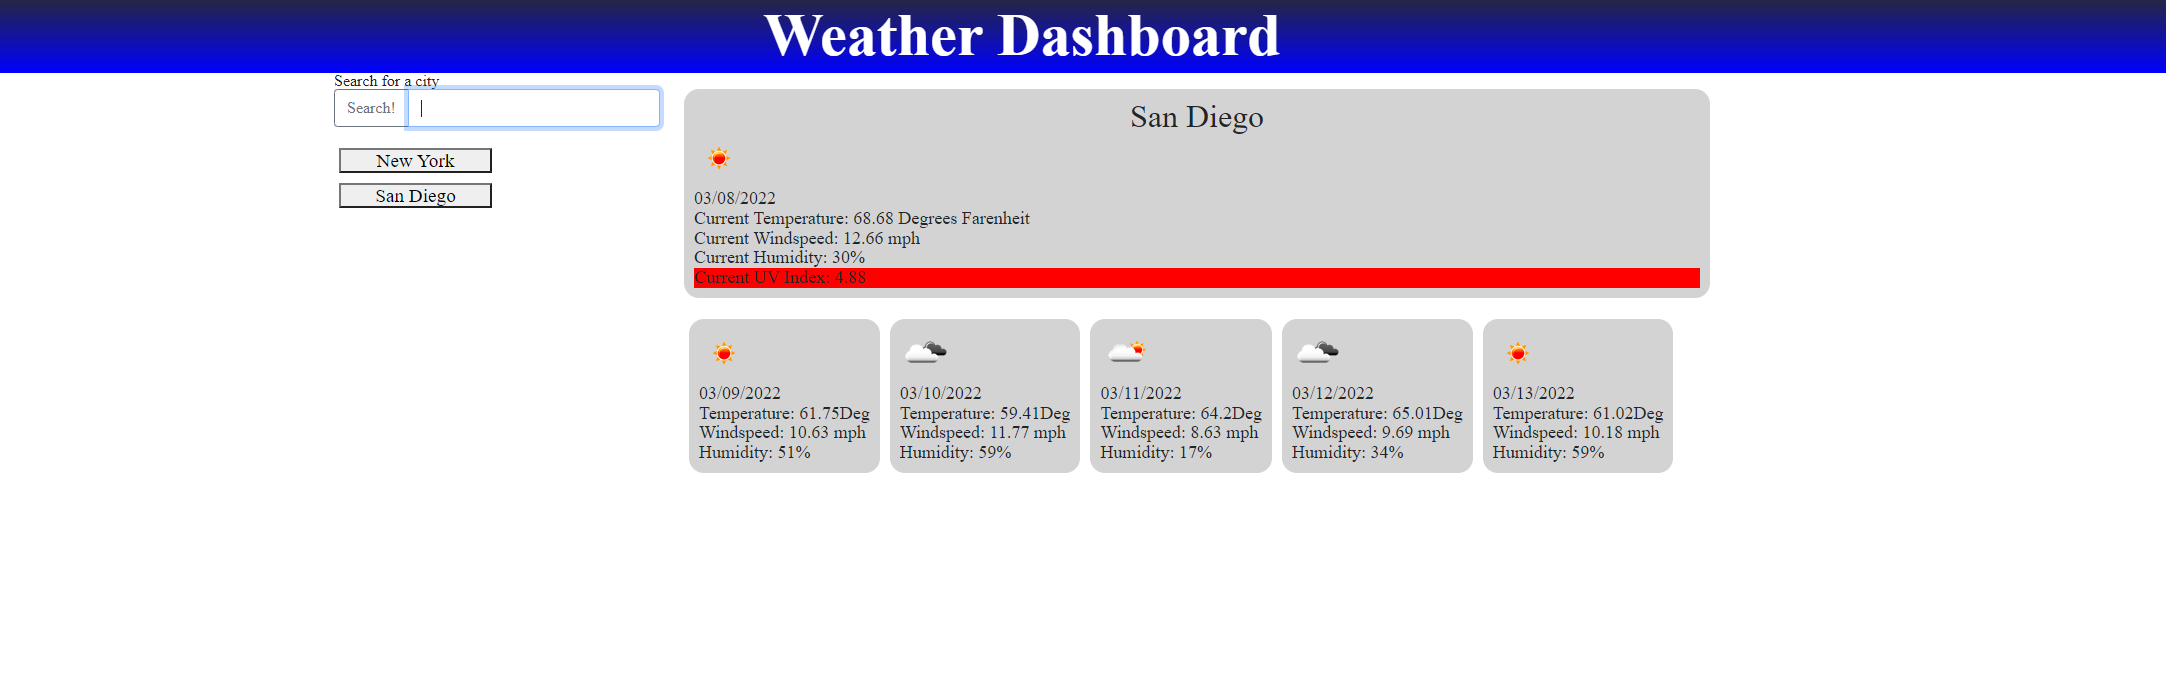 Weather Dashboard
Search for a city
Search!
New York
San Diego
San Diego
03/08/2022
Current Temperature: 68.68 Degrees Farenheit
Current Windspeed: 12.66 mph
Current Humidity: 30%
Current UV Index: 4.88
03/09/2022
Temperature: 61.75Deg
Windspeed: 10.63 mph
Humidity: 51%
03/10/2022
Temperature: 59.41Deg
Windspeed: 11.77 mph
Humidity: 59%
03/11/2022
Temperature: 64.2Deg
Windspeed: 8.63 mph
Humidity: 17%
03/12/2022
Temperature: 65.01Deg
Windspeed: 9.69 mph
Humidity: 34%
03/13/2022
Temperature: 61.02Deg
Windspeed: 10.18 mph
Humidity: 59%